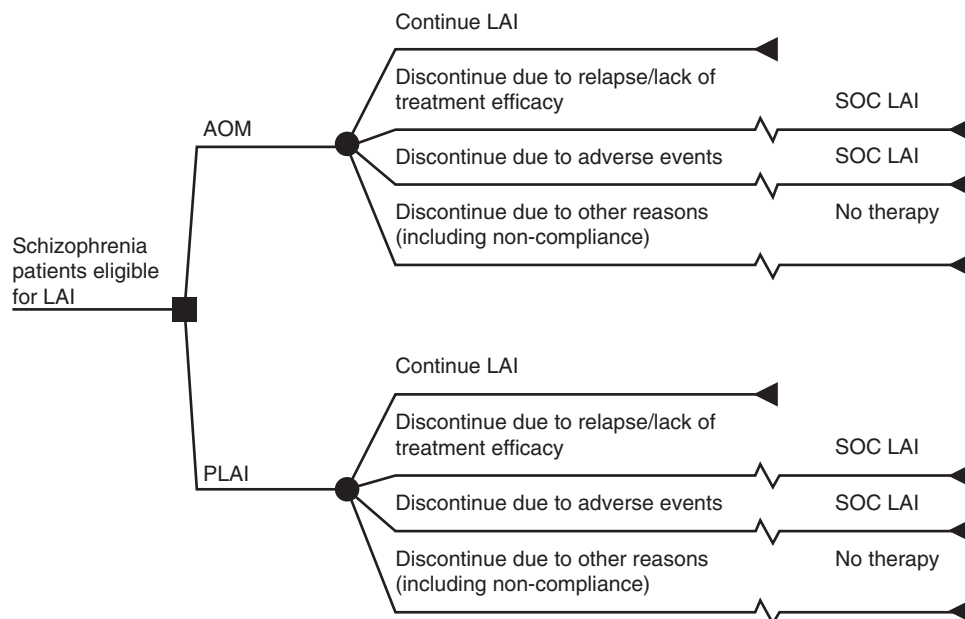 Continue LAI
Discontinue due to relapse/lack of
treatment efficacy
SOC LAI
AOM
Discontinue due to adverse events
SOC LAI
Discontinue due to other reasons
(including non-compliance)
No therapy
Schizophrenia
patients eligible
for LAI
Continue LAI
Discontinue due to relapse/lack of
treatment efficacy
SOC LAI
PLAI
Discontinue due to adverse events
SOC LAI
Discontinue due to other reasons
(including non-compliance)
No therapy